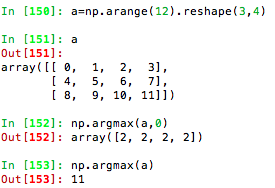 In [150]: a=np.arange(12).reshape(3,4)
In [151]: a
Out[151]:
array([[ 0,  1,  2,  3],
       [ 4,  5,  6,  7],
       [ 8,  9, 10, 11]])
In [152]: np.argmax(a,0)
Out[152]: array([2, 2, 2, 2])
In [153]: np.argmax(a)
Out[153]: 11